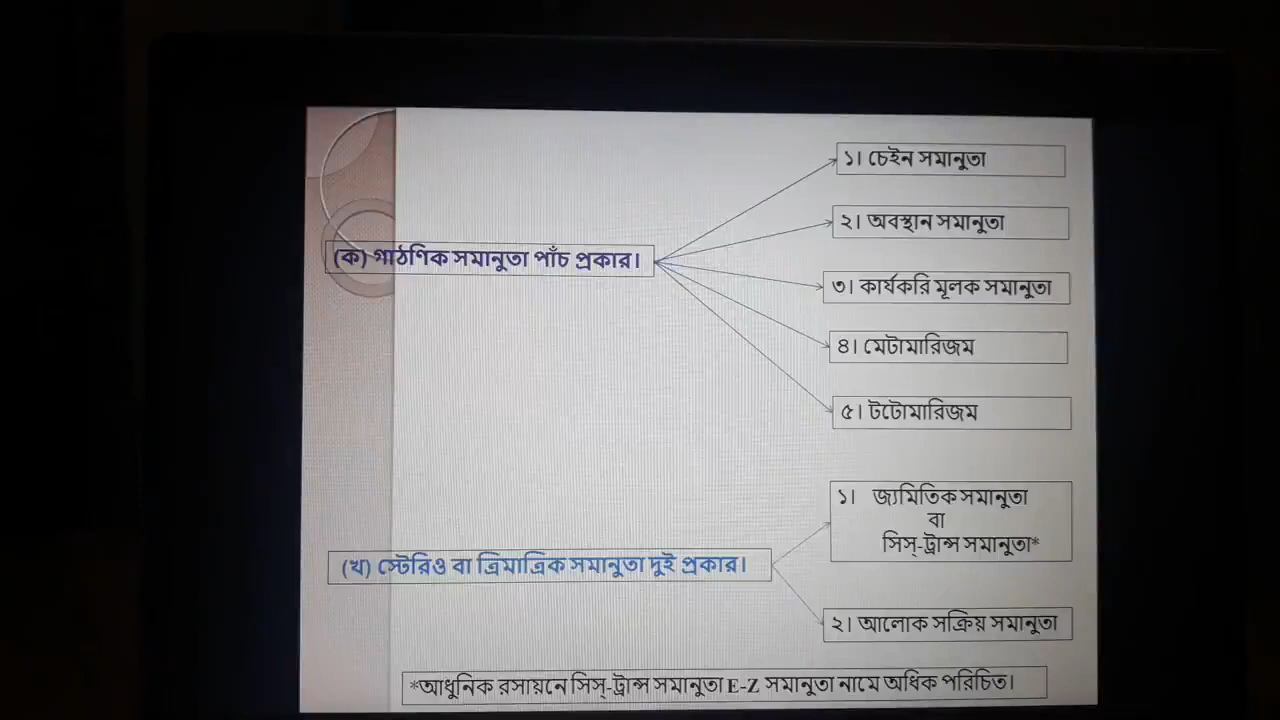 (ক) গাঠণিক সমানুতা পাঁচ প্রকার।
১। চেইন সমানুতা
২। অবস্থান সমানুতা
৩। কার্যকরি মূলক সমানুতা
৪। মেটামারিজম
৫। টটোমারিজম
(খ) স্টেরিও বা ত্রিমাত্রিক সমানুতা দুই প্রকার।
১। জ্যমিতিক সমানুতা
বা
সিস্-ট্রান্স সমানুতা*
২। আলোক সক্রিয় সমানুতা
*আধুনিক রসায়নে সিস্-ট্রান্স সমানুতা E-Z সমানুতা নামে অধিক পরিচিত।